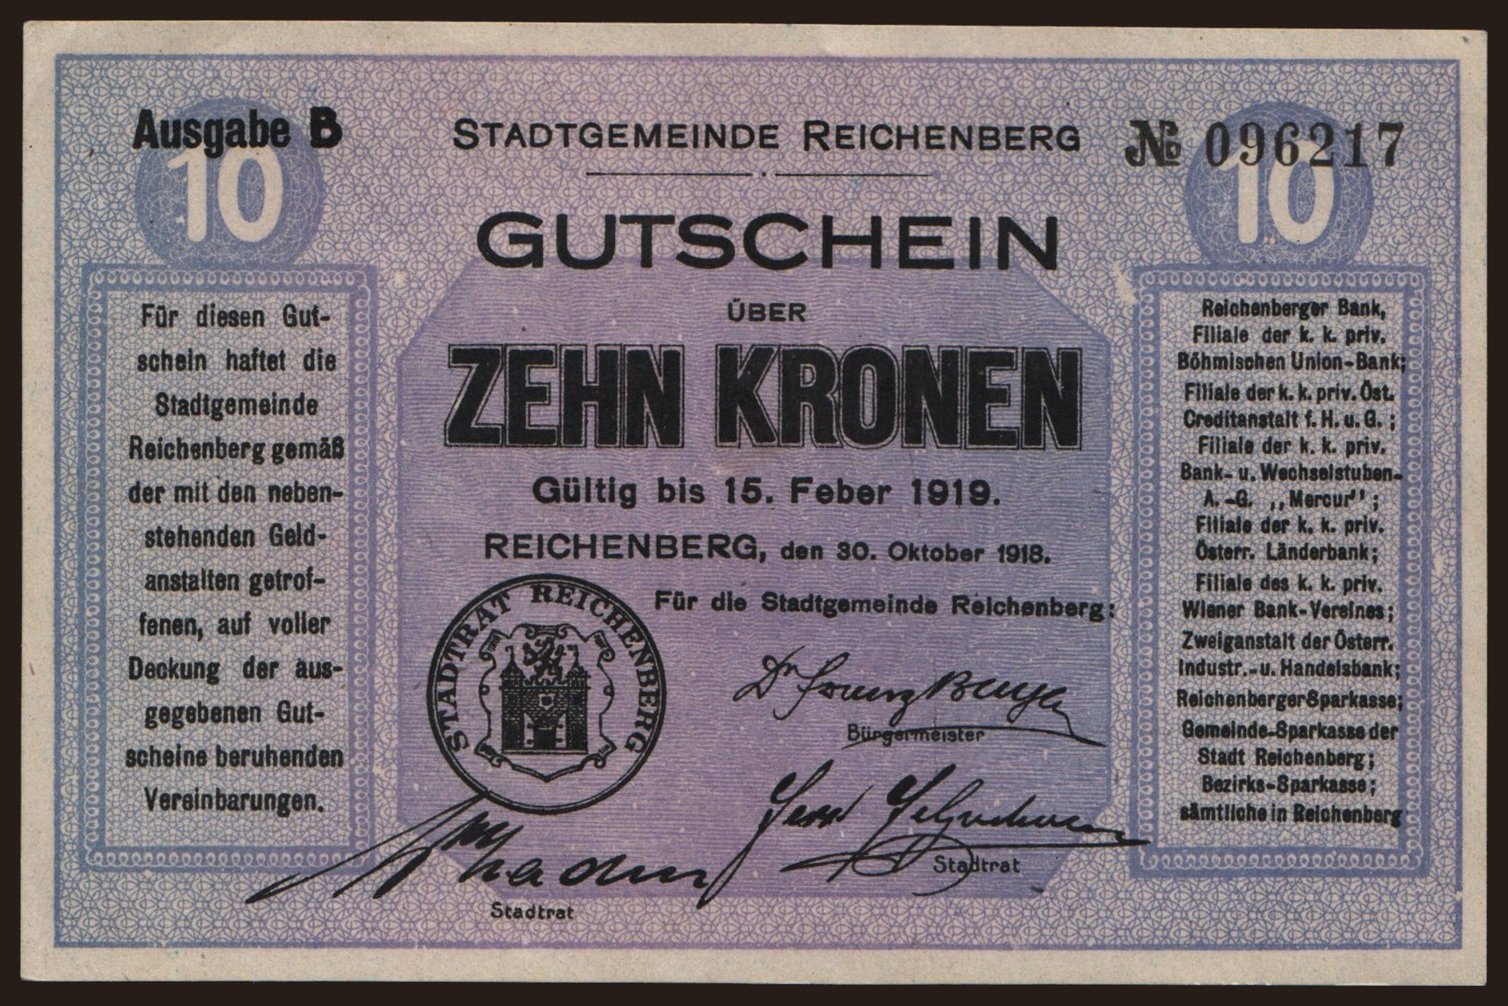 Ausgabe B
STADTGEMEINDE REICHENBERG
№ 096217
10
10
GUTSCHEIN
ÜBER
ZEHN KRONEN
Gültig bis 15. Feber 1919.
REICHENBERG, den 30. Oktober 1918.
Für die Stadtgemeinde Reichenberg:
Bürgermeister
Stadtrat
Stadtrat
STADTRAT REICHENBERG
Für diesen Gut-
schein haftet die
Stadtgemeinde
Reichenberg gemäß
der mit den neben-
stehenden Geld-
anstalten getrof-
fenen, auf voller
Deckung der aus-
gegebenen Gut-
scheine beruhenden
Vereinbarungen.
Reichenberger Bank,
Filiale der k. k. priv.
Böhmischen Union-Bank;
Filiale der k. k. priv. Öst.
Creditanstalt f. H. u. G. ;
Filiale der k. k. priv.
Bank- u. Wechselstuben-
A. -G. ,,Mercur'' ;
Filiale der k. k. priv.
Österr. Länderbank;
Filiale des k. k. priv.
Wiener Bank-Vereines;
Zweiganstalt der Österr.
Industr.- u. Handelsbank;
Reichenberger Sparkasse;
Gemeinde-Sparkasse der
Stadt Reichenberg;
Bezirks-Sparkasse;
sämtliche in Reichenberg